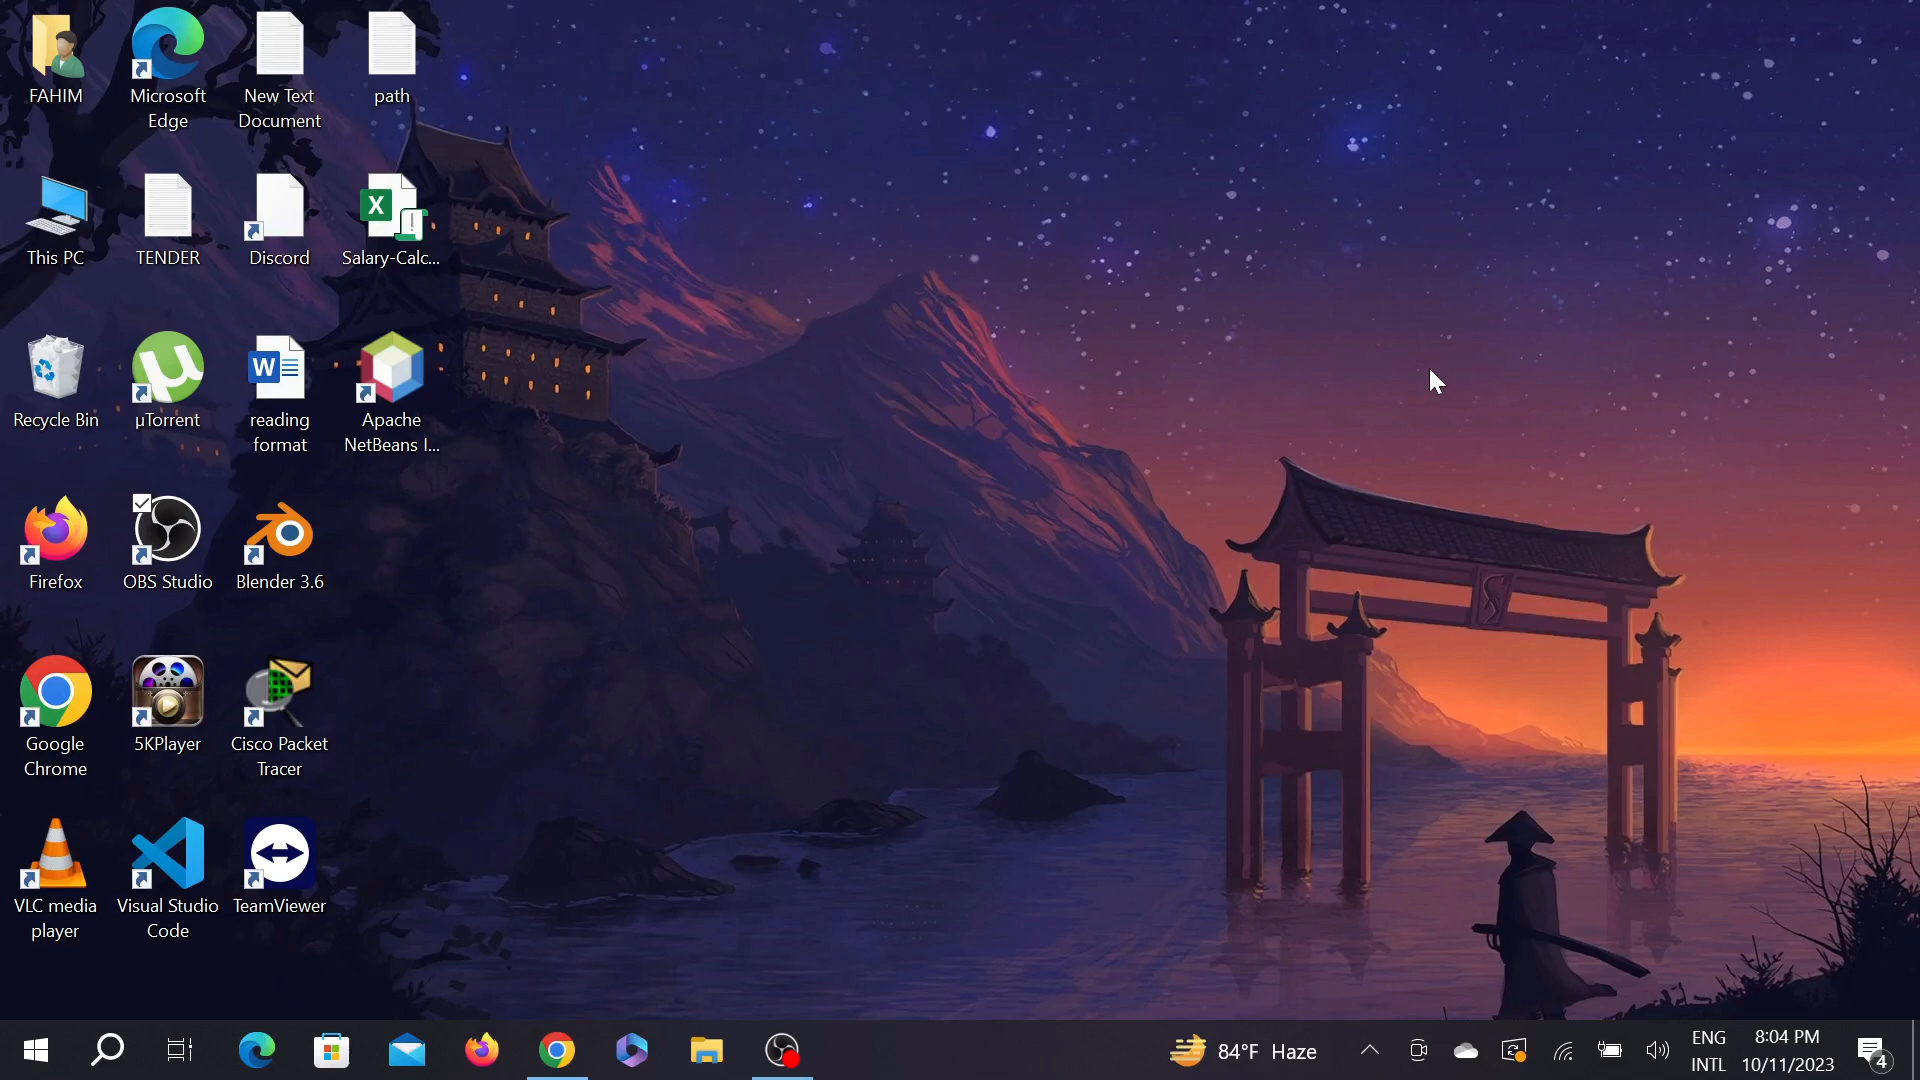 FAHIM
Microsoft
Edge
New Text
Document
path
This PC
TENDER
Discord
Salary-Calc...
Recycle Bin
µTorrent
reading
format
Apache
NetBeans I...
Firefox
OBS Studio
Blender 3.6
Google
Chrome
5KPlayer
Cisco Packet
Tracer
VLC media
player
Visual Studio
Code
TeamViewer
84°F Haze
ENG
INTL
8:04 PM
10/11/2023
4